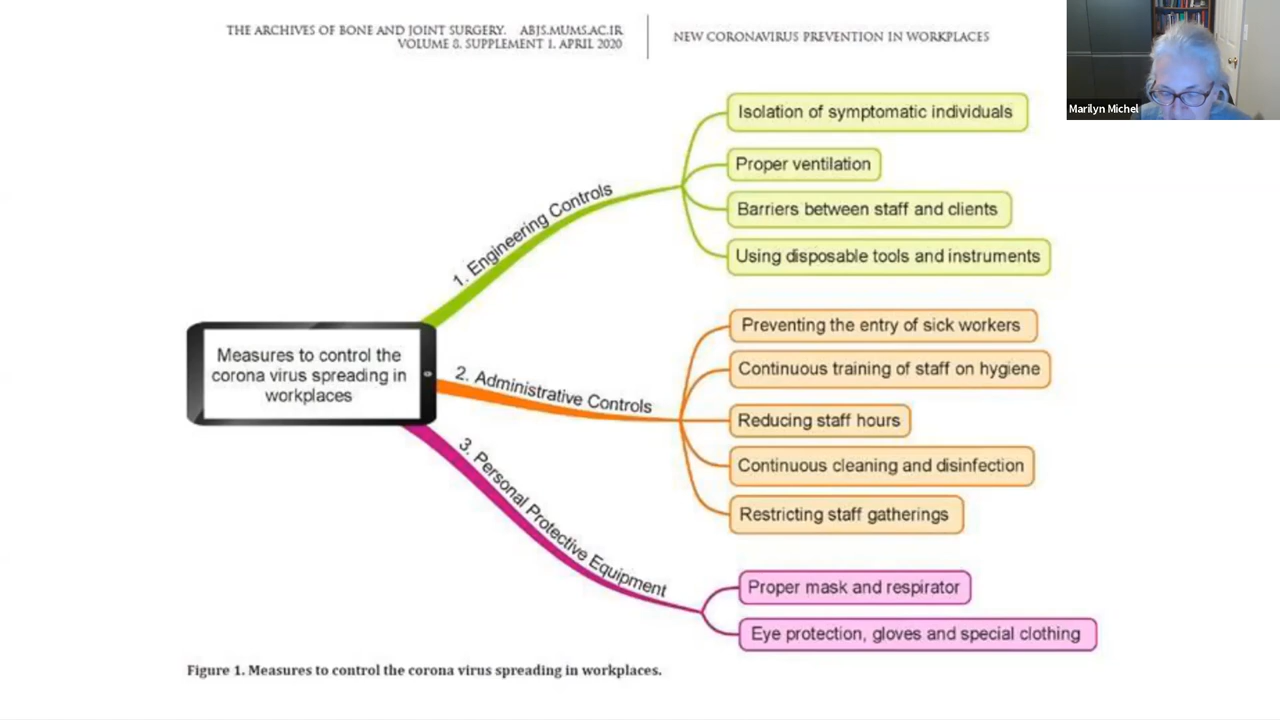 THE ARCHIVES OF BONE AND JOINT SURGERY. ABJS.MUMS.AC.IR
VOLUME 8. SUPPLEMENT 1. APRIL 2020
NEW CORONAVIRUS PREVENTION IN WORKPLACES
Marilyn Michel
Measures to control the
corona virus spreading in
workplaces
1. Engineering Controls
Isolation of symptomatic individuals
Proper ventilation
Barriers between staff and clients
Using disposable tools and instruments
2. Administrative Controls
Preventing the entry of sick workers
Continuous training of staff on hygiene
Reducing staff hours
Continuous cleaning and disinfection
Restricting staff gatherings
3. Personal Protective Equipment
Proper mask and respirator
Eye protection, gloves and special clothing
Figure 1. Measures to control the corona virus spreading in workplaces.